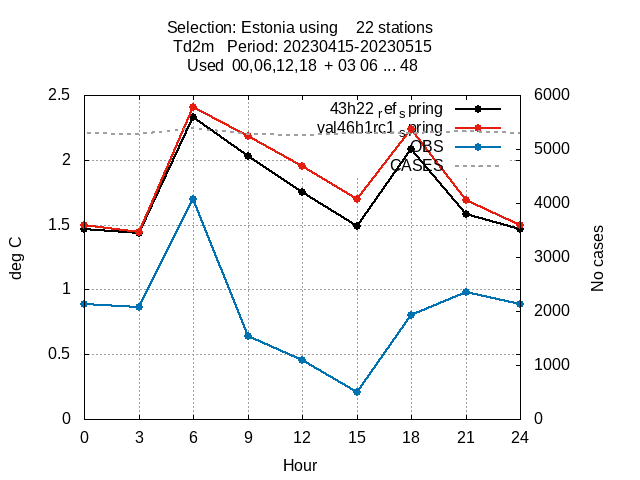 Selection: Estonia using    22 stations
Td2m   Period: 20230415-20230515
Used  00,06,12,18  + 03 06 ... 48
2.5
2
1.5
1
0.5
0
6000
5000
4000
3000
2000
1000
0
43h22 ref spring
val46h1rc1 spring
OBS
CASES
deg C
No cases
0 3 6 9 12 15 18 21 24
Hour